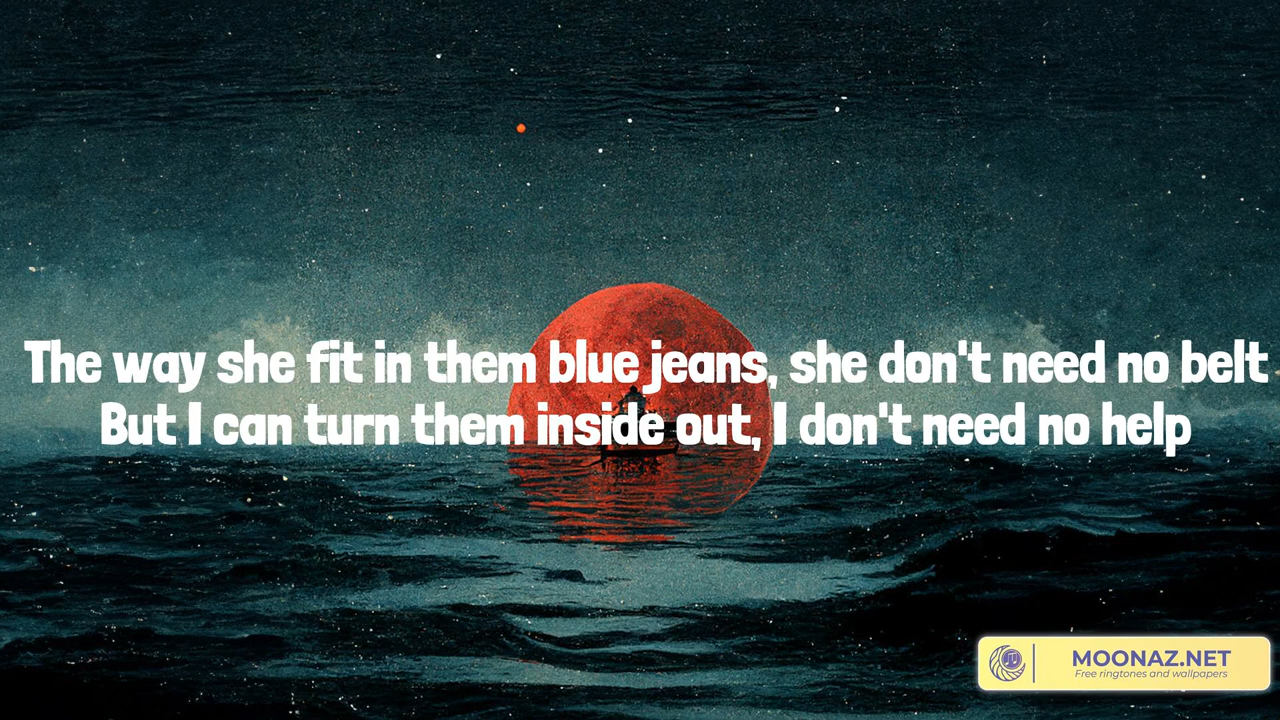 The way she fit in them blue jeans, she don't need no belt
But I can turn them inside out, I don't need no help
MOONAZ.NET
Free ringtones and wallpapers